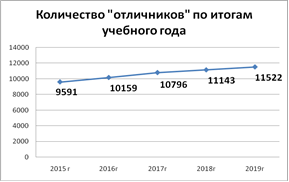 Количество "отличников" по итогам
учебного года
14000
12000
10000
8000
6000
4000
2000
0
9591
10159
10796
11143
11522
2015 г
2016г
2017г
2018г
2019г